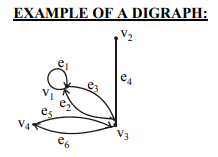 EXAMPLE OF A DIGRAPH:
v₂
e₁
e₃
e₄
v₁
e₂
e₅
v₄
v₃
e₆